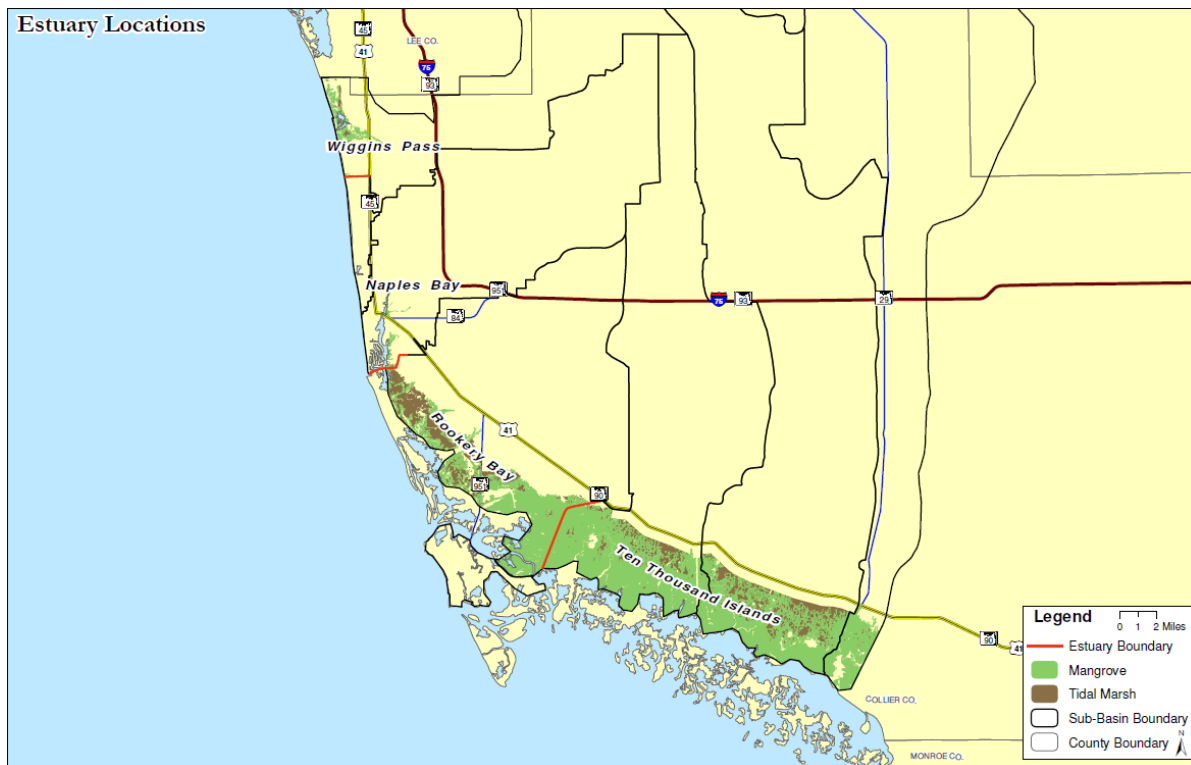 Estuary Locations
45
41
LEE CO.
75
93
Wiggins Pass
45
Naples Bay
951
75
93
29
84
41
Rookery Bay
951
90
Ten Thousand Islands
90
41
COLLIER CO.
MONROE CO.
Legend
0 1 2 Miles
Estuary Boundary
Mangrove
Tidal Marsh
Sub-Basin Boundary
County Boundary
N